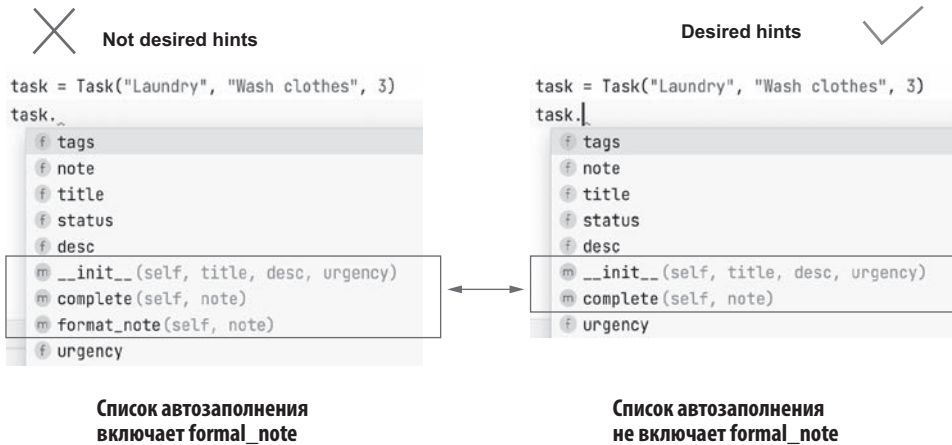 Not desired hints
task = Task("Laundry", "Wash clothes", 3)
task.
f tags
f note
f title
f status
f desc
m __init__(self, title, desc, urgency)
m complete(self, note)
m format_note(self, note)
f urgency
Список автозаполнения
включает formal_note
Desired hints
task = Task("Laundry", "Wash clothes", 3)
task.
f tags
f note
f title
f status
f desc
m __init__(self, title, desc, urgency)
m complete(self, note)
f urgency
Список автозаполнения
не включает formal_note